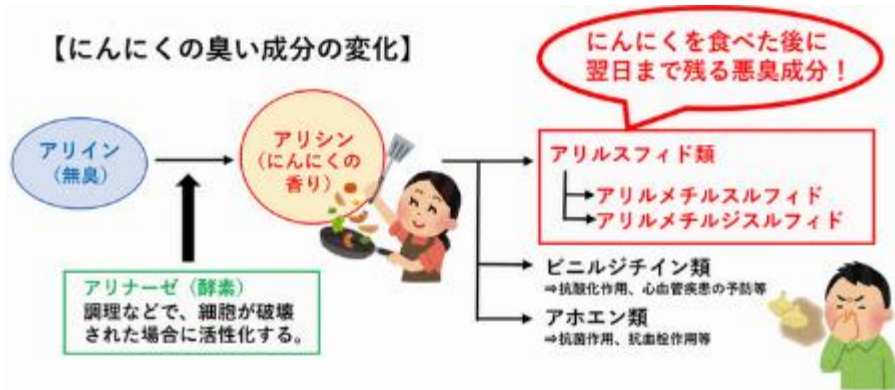 【にんにくの臭い成分の変化】
にんにくを食べた後に
翌日まで残る悪臭成分！
アリイン
（無臭）
アリシン
（にんにくの
香り）
アリルスフィド類
アリルメチルスルフィド
アリルメチルジスルフィド
アリナーゼ（酵素）
調理などで、細胞が破壊
された場合に活性化する。
ビニルジチイン類
⇒抗酸化作用、心血管疾患の予防等
アホエン類
⇒抗菌作用、抗血栓作用等